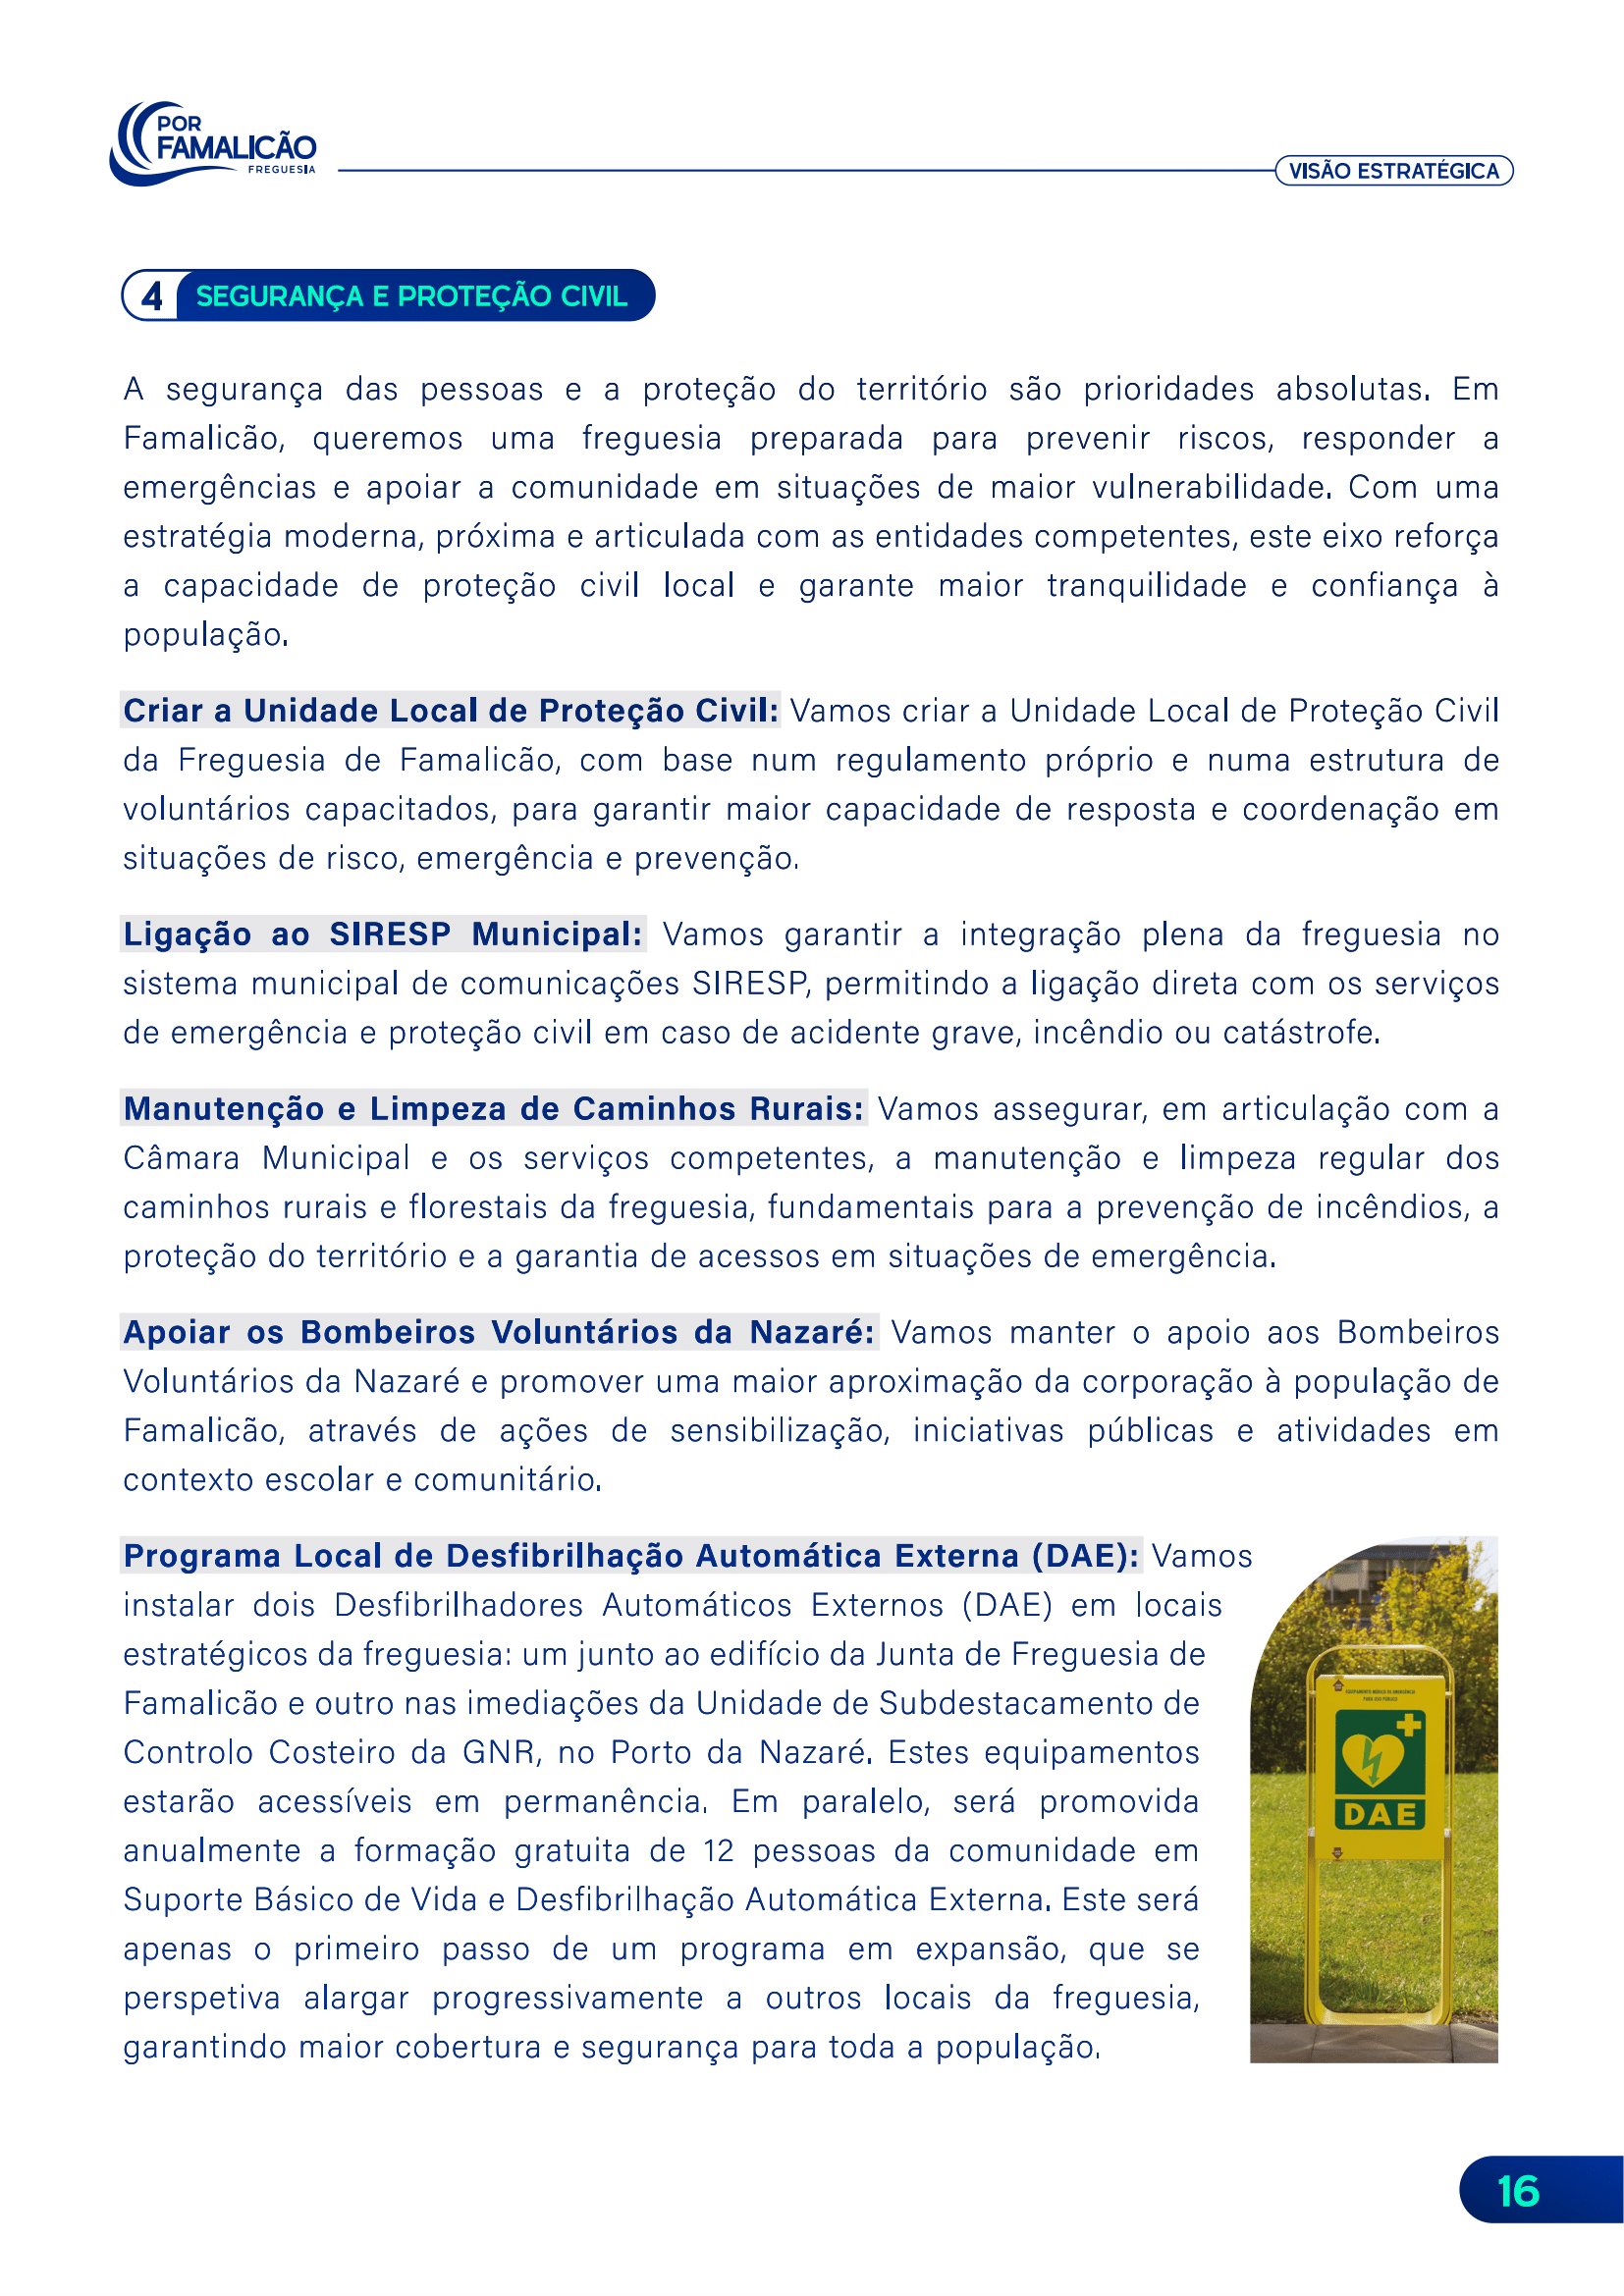 POR
FAMALICÃO
FREGUESIA
VISÃO ESTRATÉGICA
4 SEGURANÇA E PROTEÇÃO CIVIL
A segurança das pessoas e a proteção do território são prioridades absolutas. Em
Famalicão, queremos uma freguesia preparada para prevenir riscos, responder a
emergências e apoiar a comunidade em situações de maior vulnerabilidade. Com uma
estratégia moderna, próxima e articulada com as entidades competentes, este eixo reforça
a capacidade de proteção civil local e garante maior tranquilidade e confiança à
população.
Criar a Unidade Local de Proteção Civil: Vamos criar a Unidade Local de Proteção Civil
da Freguesia de Famalicão, com base num regulamento próprio e numa estrutura de
voluntários capacitados, para garantir maior capacidade de resposta e coordenação em
situações de risco, emergência e prevenção.
Ligação ao SIRESP Municipal: Vamos garantir a integração plena da freguesia no
sistema municipal de comunicações SIRESP, permitindo a ligação direta com os serviços
de emergência e proteção civil em caso de acidente grave, incêndio ou catástrofe.
Manutenção e Limpeza de Caminhos Rurais: Vamos assegurar, em articulação com a
Câmara Municipal e os serviços competentes, a manutenção e limpeza regular dos
caminhos rurais e florestais da freguesia, fundamentais para a prevenção de incêndios, a
proteção do território e a garantia de acessos em situações de emergência.
Apoiar os Bombeiros Voluntários da Nazaré: Vamos manter o apoio aos Bombeiros
Voluntários da Nazaré e promover uma maior aproximação da corporação à população de
Famalicão, através de ações de sensibilização, iniciativas públicas e atividades em
contexto escolar e comunitário.
Programa Local de Desfibrilhação Automática Externa (DAE): Vamos
instalar dois Desfibrilhadores Automáticos Externos (DAE) em locais
estratégicos da freguesia: um junto ao edifício da Junta de Freguesia de
Famalicão e outro nas imediações da Unidade de Subdestacamento de
Controlo Costeiro da GNR, no Porto da Nazaré. Estes equipamentos
estarão acessíveis em permanência. Em paralelo, será promovida
anualmente a formação gratuita de 12 pessoas da comunidade em
Suporte Básico de Vida e Desfibrilhação Automática Externa. Este será
apenas o primeiro passo de um programa em expansão, que se
perspetiva alargar progressivamente a outros locais da freguesia,
garantindo maior cobertura e segurança para toda a população.
EQUIPAMENTO MÉDICO DE EMERGÊNCIA
PARA USO PÚBLICO
DAE
16